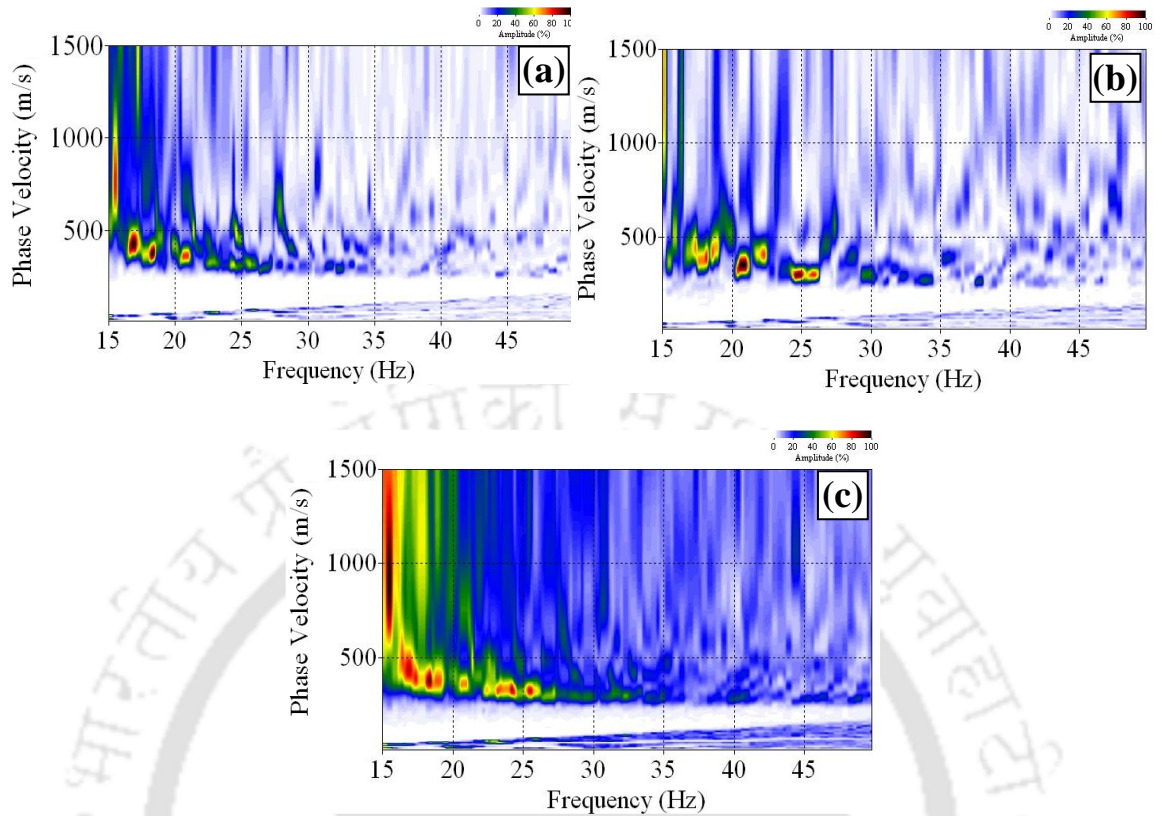 0 20 40 60 80 100
Amplitude (%)
(a)
1500
1000
500
Phase Velocity (m/s)
15 20 25 30 35 40 45
Frequency (Hz)
0 20 40 60 80 100
Amplitude (%)
(b)
1500
1000
500
Phase Velocity (m/s)
15 20 25 30 35 40 45
Frequency (Hz)
0 20 40 60 80 100
Amplitude (%)
(c)
1500
1000
500
Phase Velocity (m/s)
15 20 25 30 35 40 45
Frequency (Hz)